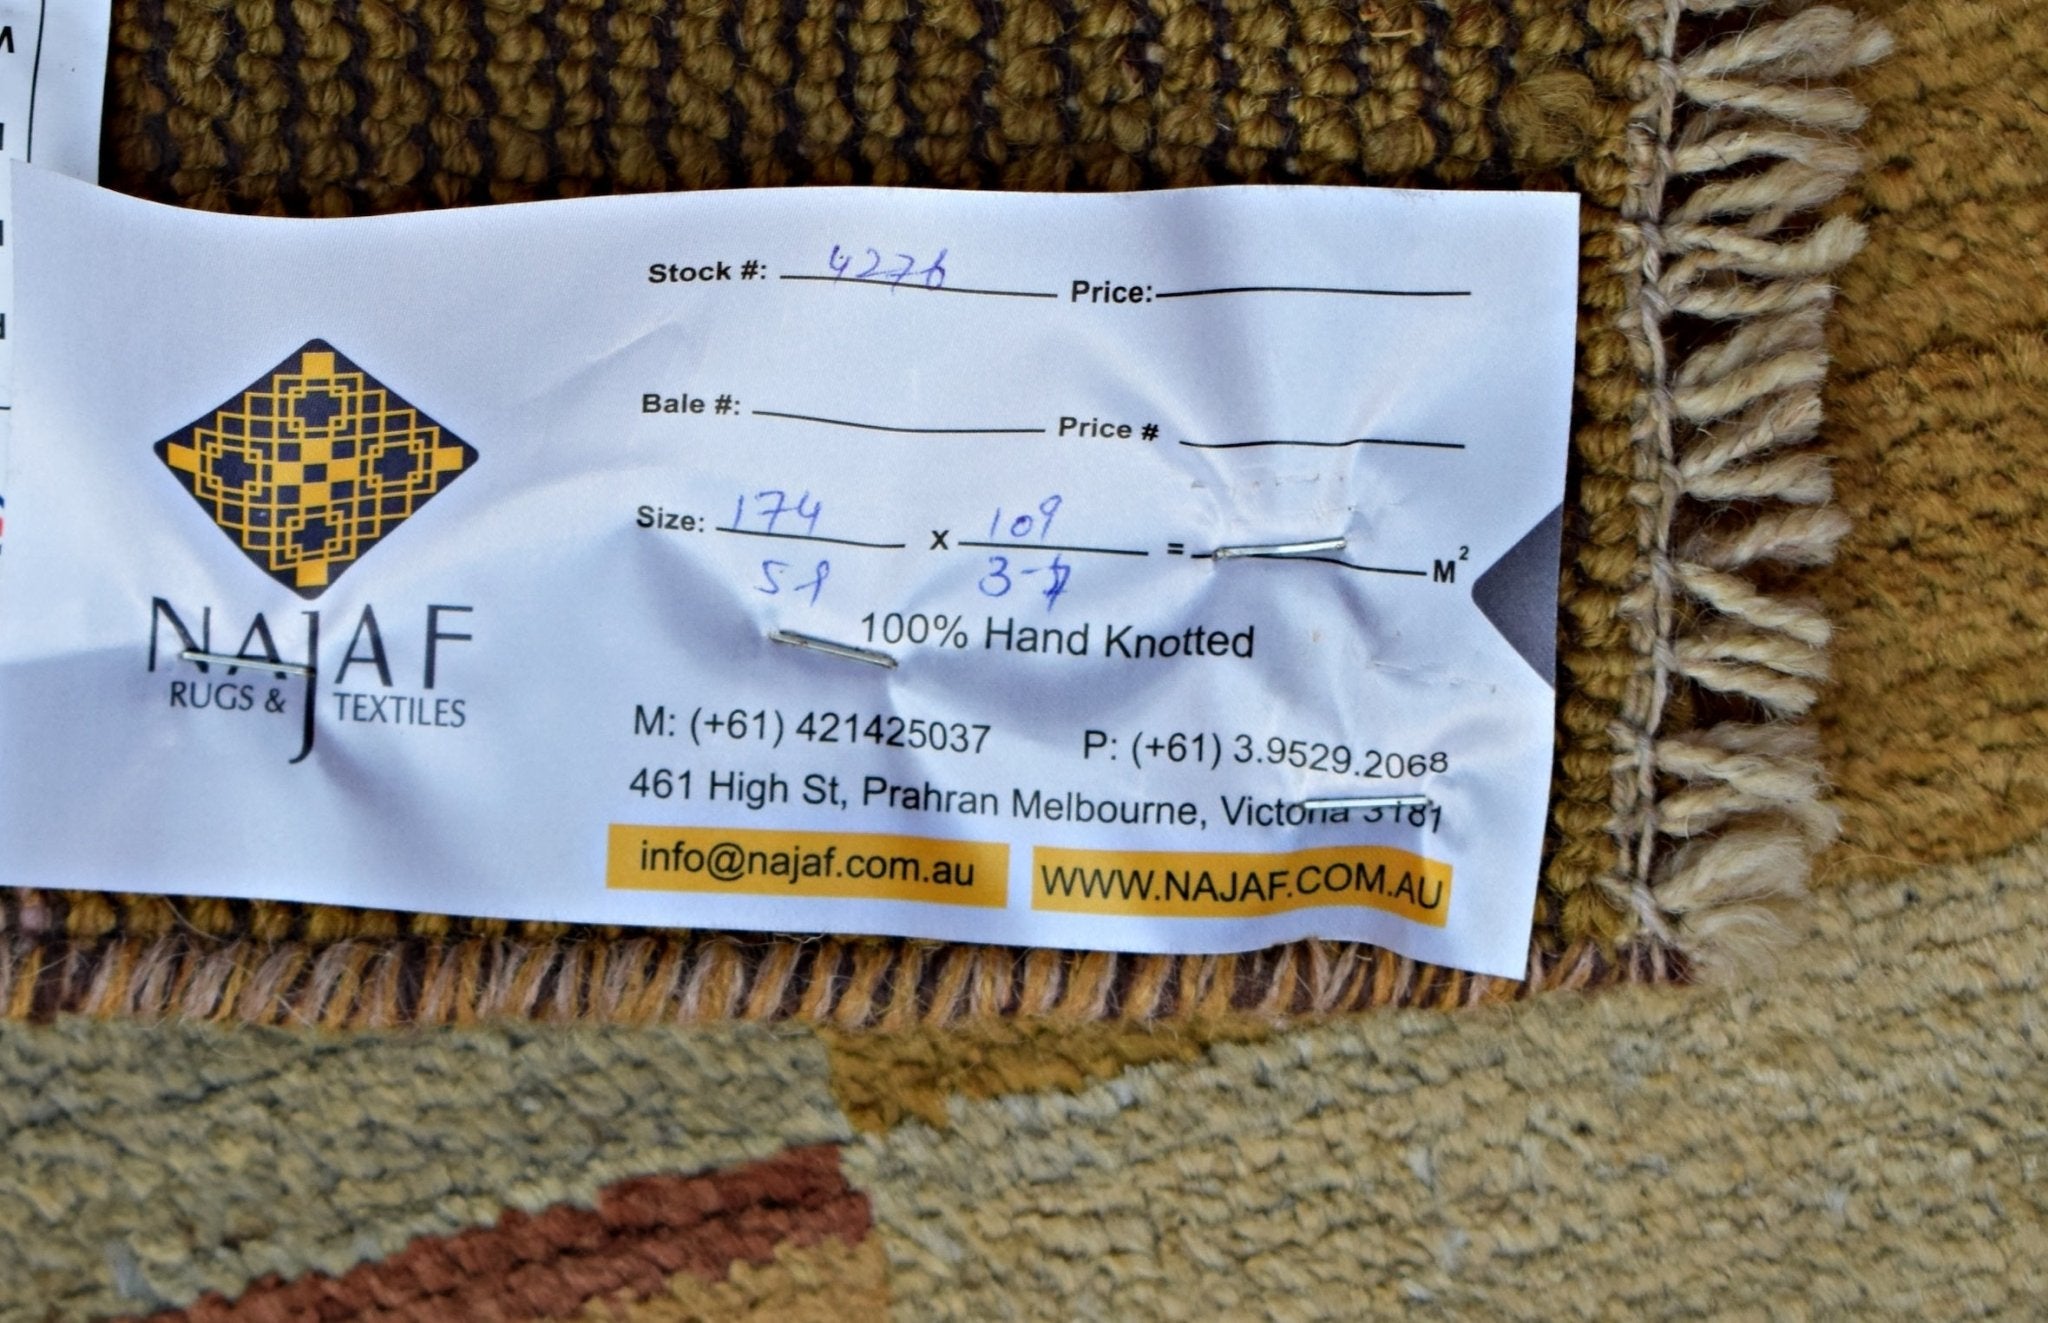 Stock #: 4276 Price:
Bale #: Price #
Size: 174 x 109 = M²
3-7
100% Hand Knotted
NAJAF
RUGS & TEXTILES
M: (+61) 421425037 P: (+61) 3.9529.2068
461 High St, Prahran Melbourne, Victoria 3181
info@najaf.com.au WWW.NAJAF.COM.AU